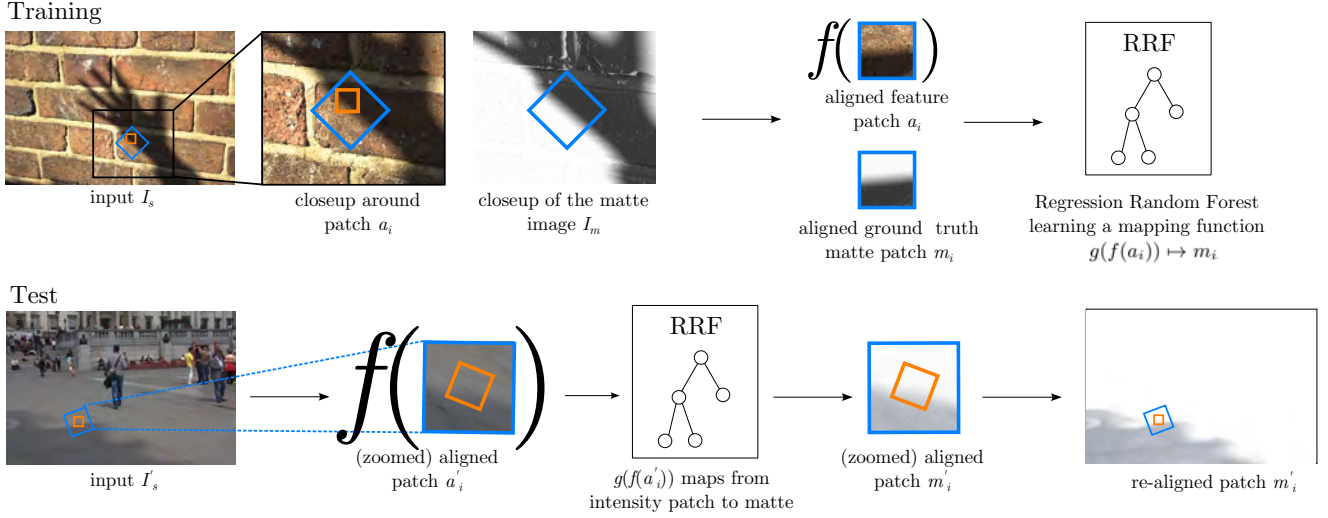 Training
input I_s
closeup around
patch a_i
closeup of the matte
image I_m
f( )
aligned feature
patch a_i
aligned ground truth
matte patch m_i
RRF
Regression Random Forest
learning a mapping function
g(f(a_i)) ↦ m_i
Test
input I'_s
f( )
(zoomed) aligned
patch a'_i
RRF
g(f(a'_i)) maps from
intensity patch to matte
(zoomed) aligned
patch m'_i
re-aligned patch m'_i